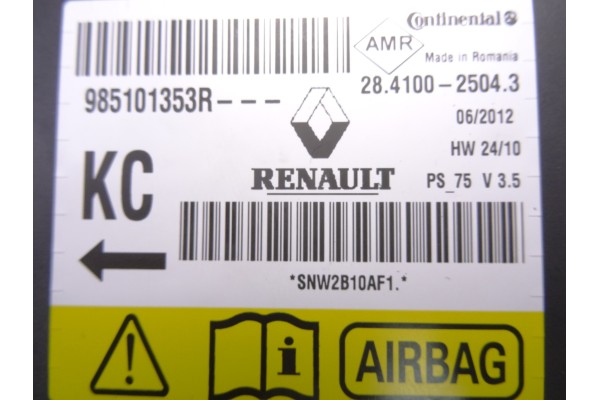 Continental
AMR
Made in Romania
985101353R---
28.4100-2504.3
06/2012
KC
HW 24/10
RENAULT
PS_75 V 3.5
*SNW2B10AF1.*
i
AIRBAG